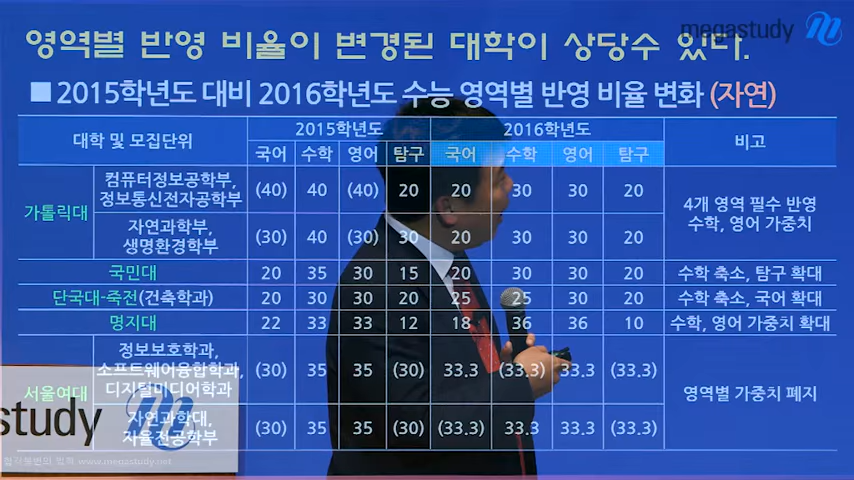 megastudy
영역별 반영 비율이 변경된 대학이 상당수 있다.
■ 2015학년도 대비 2016학년도 수능 영역별 반영 비율 변화 (자연)
대학 및 모집단위 2015학년도 2016학년도 비고
국어 수학 영어 탐구 국어 수학 영어 탐구
가톨릭대 컴퓨터정보공학부, 정보통신전자공학부 (40) 40 (40) 20 20 30 30 20 4개 영역 필수 반영 수학, 영어 가중치
자연과학부, 생명환경학부 (30) 40 (30) 30 20 30 30 20
국민대 20 35 30 15 20 30 30 20 수학 축소, 탐구 확대
단국대-죽전(건축학과) 20 30 30 20 25 25 30 20 수학 축소, 국어 확대
명지대 22 33 33 12 18 36 36 10 수학, 영어 가중치 확대
서울여대 정보보호학과, 소프트웨어융합학과, 디지털미디어학과 (30) 35 35 (30) 33.3 (33.3) 33.3 (33.3) 영역별 가중치 폐지
자연과학대, 자율전공학부 (30) 35 35 (30) (33.3) 33.3 33.3 (33.3)
study
www.megastudy.net